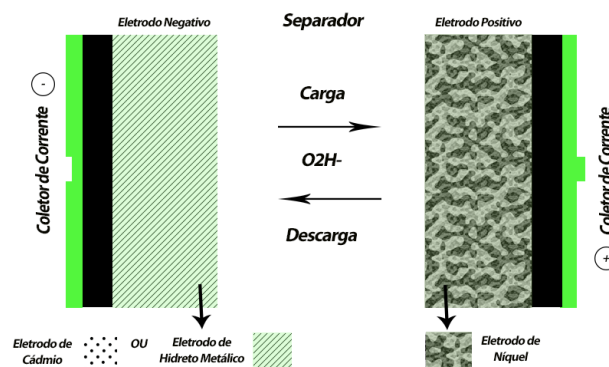 Eletrodo Negativo
Separador
Eletrodo Positivo
-
Coletor de Corrente
Carga
O2H-
Descarga
Coletor de Corrente
+
Eletrodo de
Cádmio
OU
Eletrodo de
Hidreto Metálico
Eletrodo de
Níquel